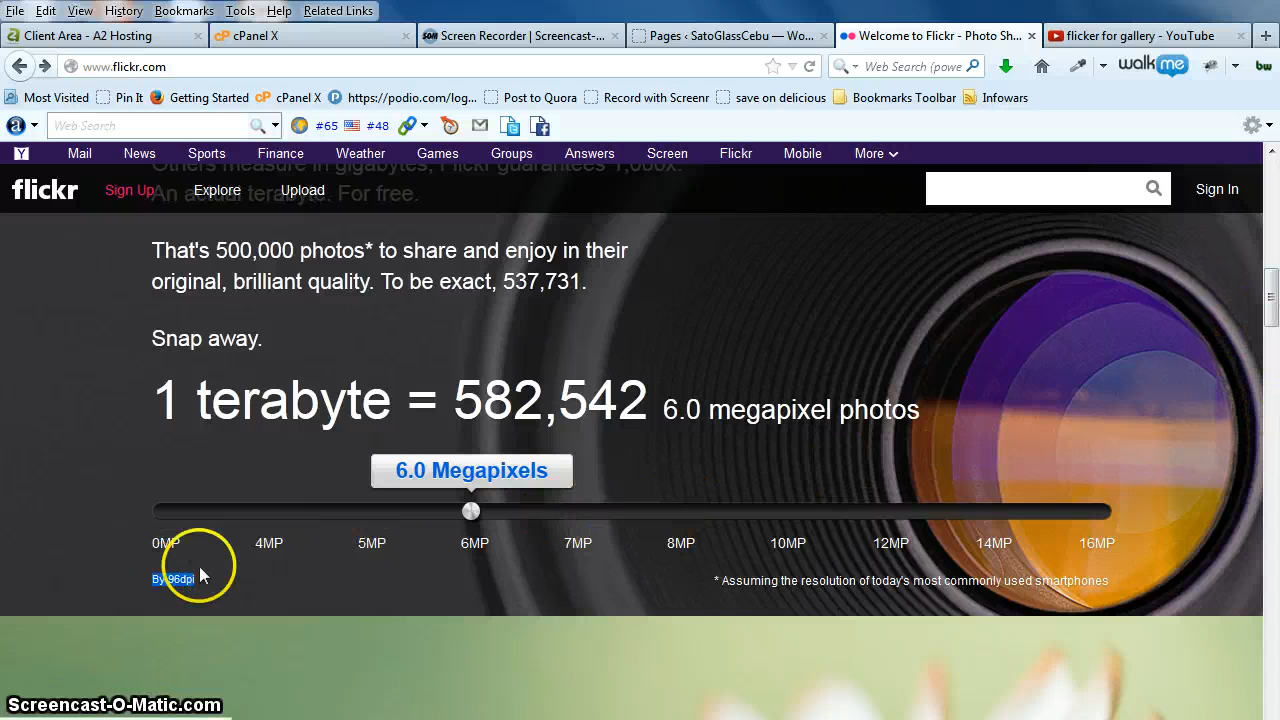 File Edit View History Bookmarks Tools Help Related Links
Client Area - A2 Hosting
cPanel X
Screen Recorder | Screencast-...
Pages ‹ SatoGlassCebu — Wo...
Welcome to Flickr - Photo Sh...
flicker for gallery - YouTube
www.flickr.com
Web Search (powe
walkme
bw
Most Visited Pin It Getting Started cPanel X https://podio.com/log... Post to Quora Record with Screenr save on delicious Bookmarks Toolbar Infowars
a Web Search #65 #48
Y Mail News Sports Finance Weather Games Groups Answers Screen Flickr Mobile More
Others measure in gigabytes, Flickr guarantees 1,000x.
flickr Sign Up Explore Upload Sign In
An actual terabyte. For free.
That's 500,000 photos* to share and enjoy in their
original, brilliant quality. To be exact, 537,731.
Snap away.
1 terabyte = 582,542 6.0 megapixel photos
6.0 Megapixels
0MP 4MP 5MP 6MP 7MP 8MP 10MP 12MP 14MP 16MP
By 96dpi
* Assuming the resolution of today's most commonly used smartphones
Screencast-O-Matic.com